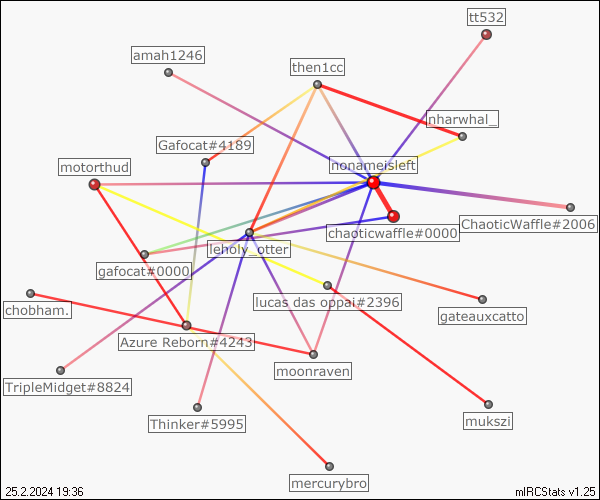 tt532
amah1246
then1cc
nharwhal_
Gafocat#4189
nonameisleft
motorthud
ChaoticWaffle#2006
chaoticwaffle#0000
leholy_otter
gafocat#0000
lucas das oppai#2396
chobham.
gateauxcatto
Azure Reborn#4243
moonraven
TripleMidget#8824
Thinker#5995
mukszi
mercurybro
25.2.2024 19:36
mIRCStats v1.25